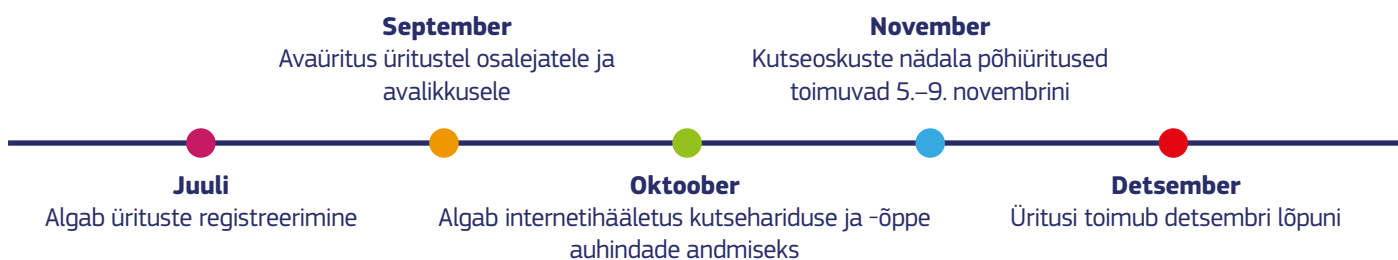 September
Avaüritus üritustel osalejatele ja
avalikkusele
November
Kutseoskuste nädala põhiüritused
toimuvad 5.–9. novembrini
Juuli
Algab ürituste registreerimine
Oktoober
Algab internetihääletus kutsehariduse ja -õppe
auhindade andmiseks
Detsember
Üritusi toimub detsembri lõpuni